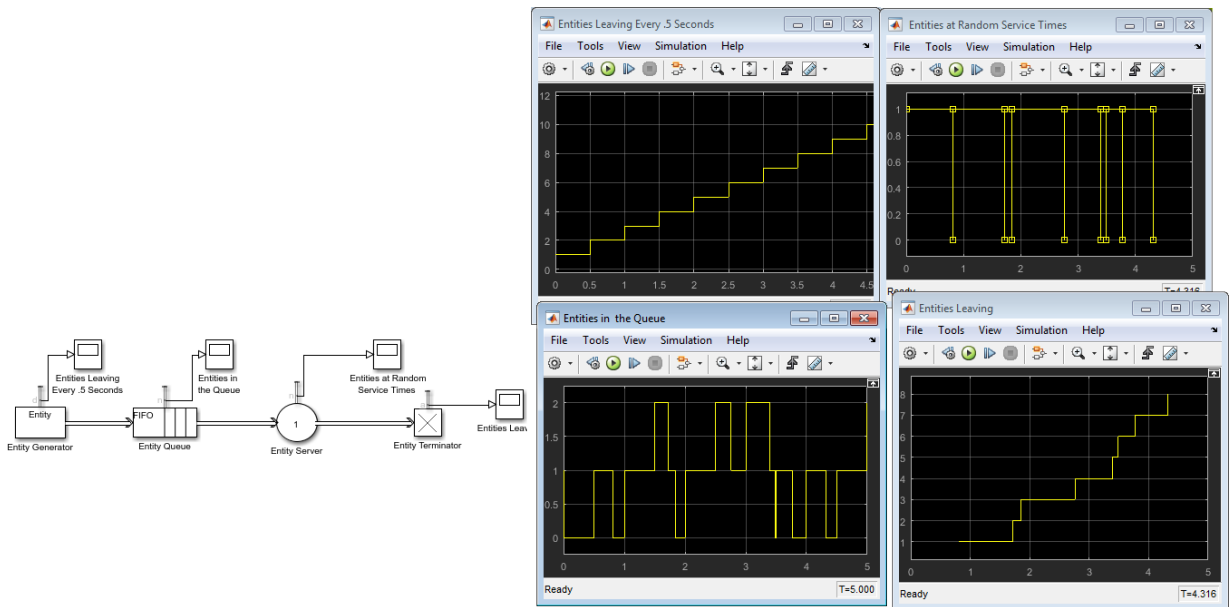 Entities Leaving
Every .5 Seconds
Entities in
the Queue
Entities at Random
Service Times
Entity
Entity Generator
FIFO
Entity Queue
1
Entity Server
Entity Terminator
Entities Leav
Entities Leaving Every .5 Seconds
File Tools View Simulation Help
12
10
8
6
4
2
0
0 0.5 1 1.5 2 2.5 3 3.5 4 4.5
Entities at Random Service Times
File Tools View Simulation Help
1
0.8
0.6
0.4
0.2
0
0 1 2 3 4 5
Ready T=4.316
Entities in the Queue
File Tools View Simulation Help
2
1.5
1
0.5
0
0 1 2 3 4 5
Ready T=5.000
Entities Leaving
File Tools View Simulation Help
8
7
6
5
4
3
2
1
0 1 2 3 4 5
Ready T=4.316